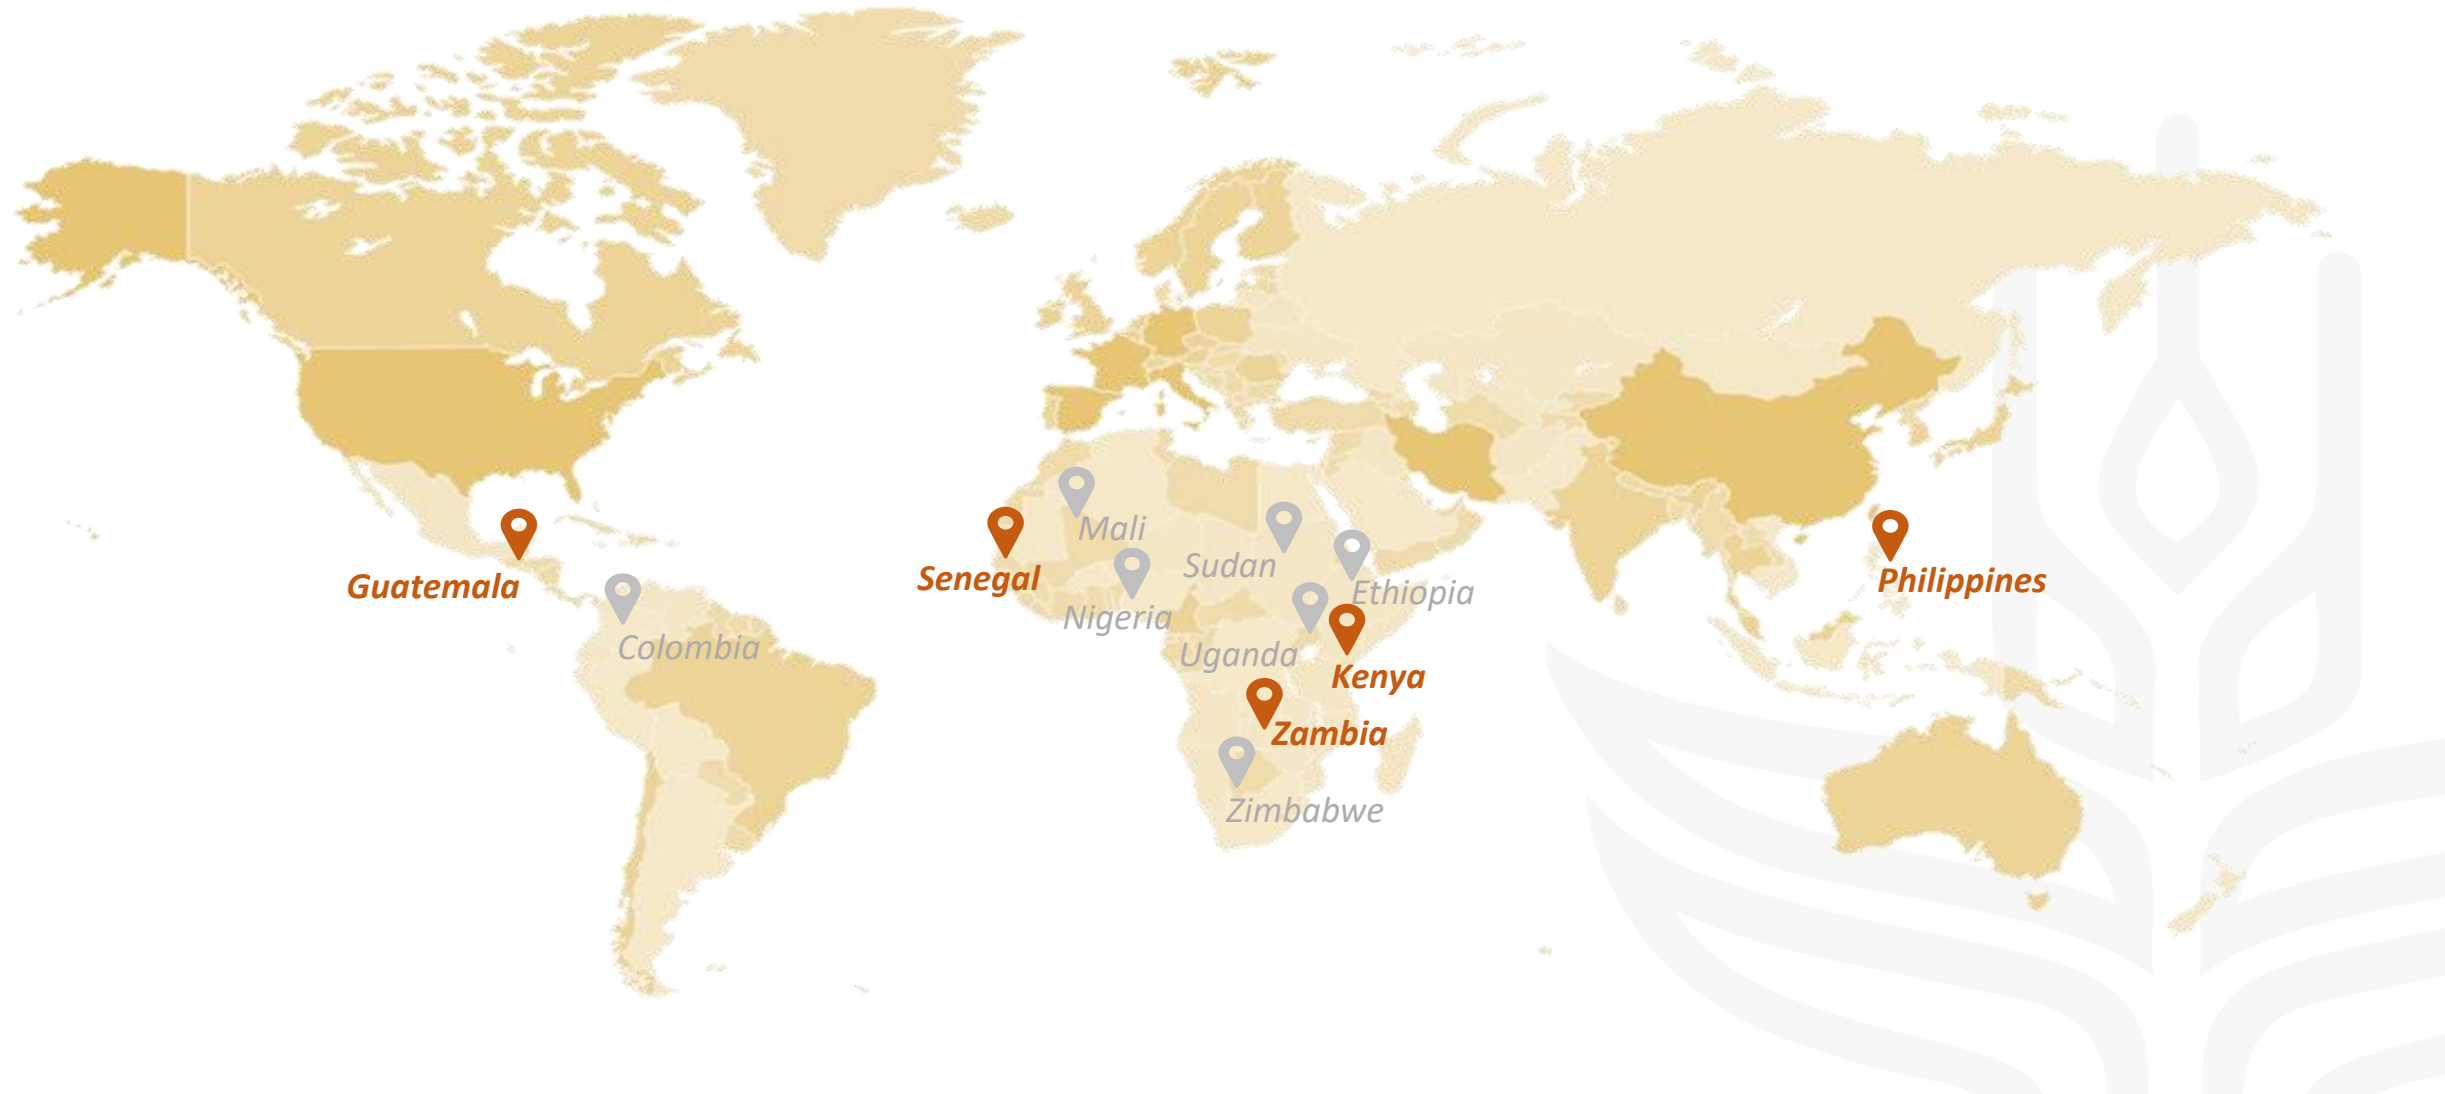 Mali
Sudan
Senegal
Philippines
Guatemala
Ethiopia
Nigeria
Colombia
Uganda
Kenya
Zambia
Zimbabwe